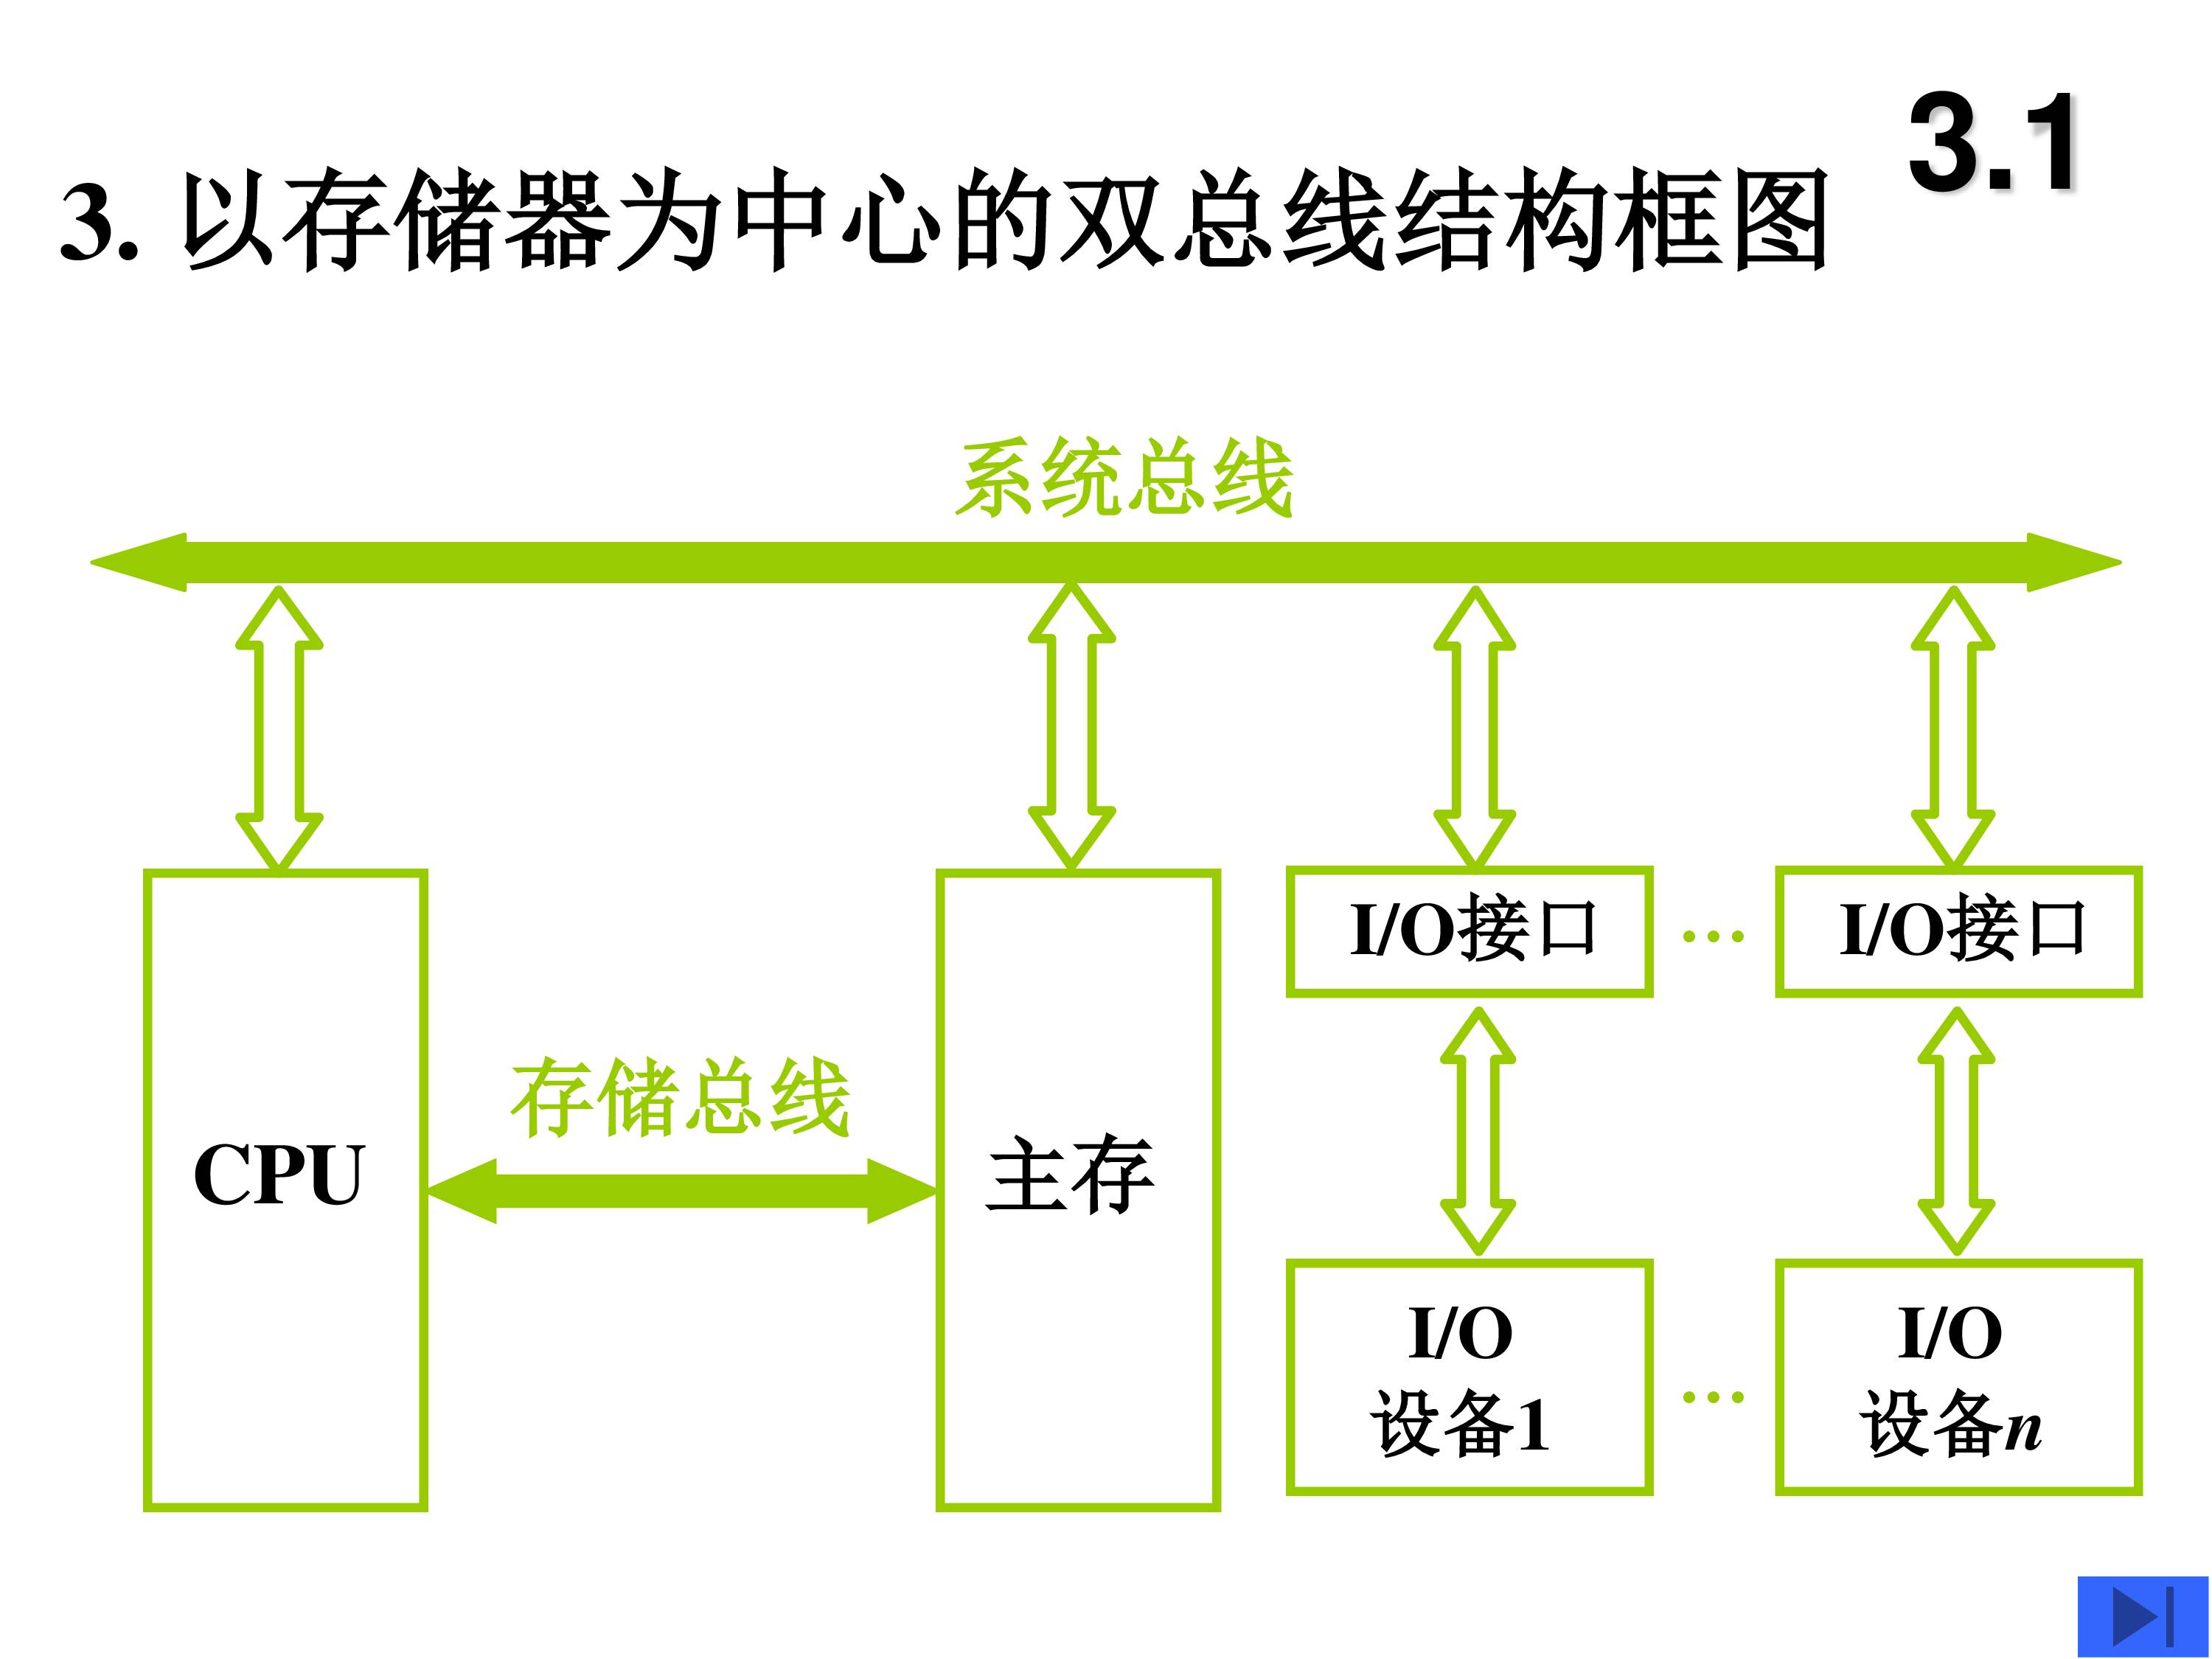 3.1
3. 以存储器为中心的双总线结构框图
系统总线
I/O接口
...
I/O接口
存储总线
CPU
主存
I/O
设备1
...
I/O
设备n